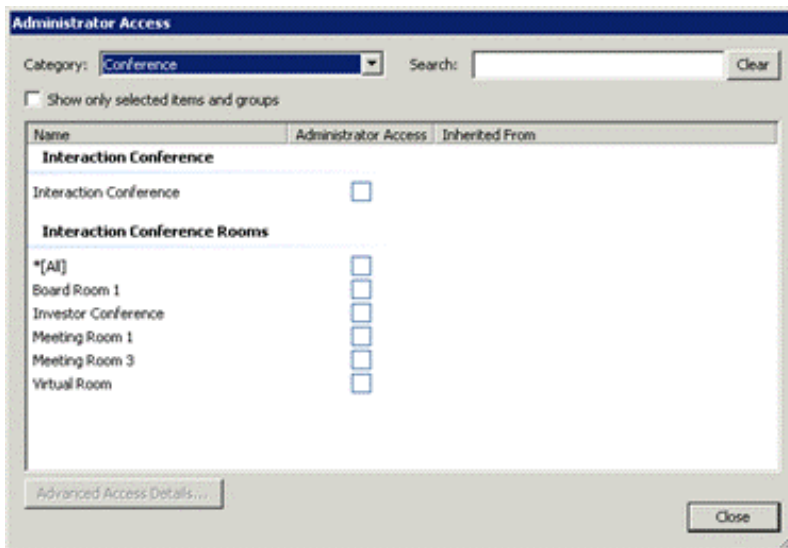 Administrator Access
Category: Conference Search: Clear
Show only selected items and groups
Name Administrator Access Inherited From
Interaction Conference
Interaction Conference
Interaction Conference Rooms
*[All]
Board Room 1
Investor Conference
Meeting Room 1
Meeting Room 3
Virtual Room
Advanced Access Details...
Close